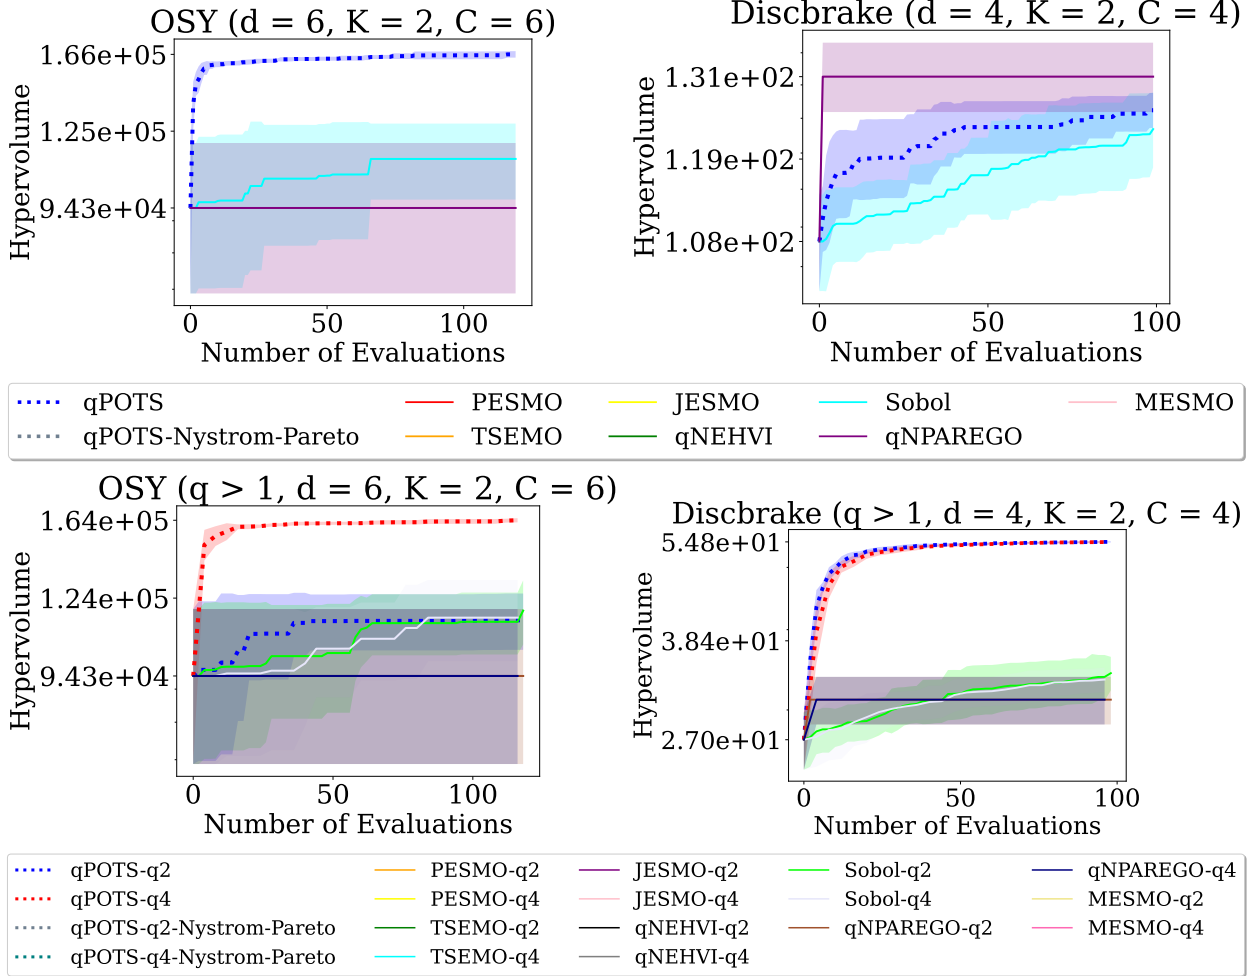 OSY (d = 6, K = 2, C = 6)
Hypervolume
1.66e+05
1.25e+05
9.43e+04
0 50 100
Number of Evaluations
Discbrake (d = 4, K = 2, C = 4)
Hypervolume
1.31e+02
1.19e+02
1.08e+02
0 50 100
Number of Evaluations
qPOTS PESMO JESMO Sobol MESMO
qPOTS-Nystrom-Pareto TSEMO qNEHVI qNPAREGO
OSY (q > 1, d = 6, K = 2, C = 6)
Hypervolume
1.64e+05
1.24e+05
9.43e+04
0 50 100
Number of Evaluations
Discbrake (q > 1, d = 4, K = 2, C = 4)
Hypervolume
5.48e+01
3.84e+01
2.70e+01
0 50 100
Number of Evaluations
qPOTS-q2 PESMO-q2 JESMO-q2 Sobol-q2 qNPAREGO-q4
qPOTS-q4 PESMO-q4 JESMO-q4 Sobol-q4 MESMO-q2
qPOTS-q2-Nystrom-Pareto TSEMO-q2 qNEHVI-q2 qNPAREGO-q2 MESMO-q4
qPOTS-q4-Nystrom-Pareto TSEMO-q4 qNEHVI-q4